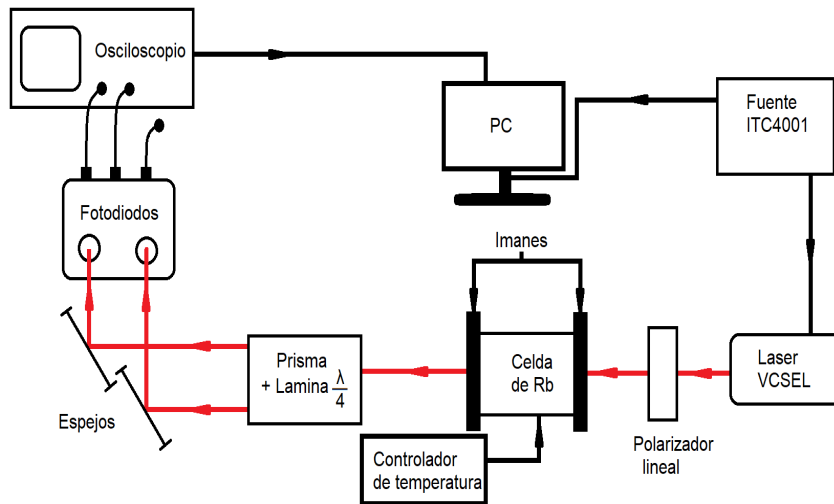 Osciloscopio
PC
Fuente
ITC4001
Fotodiodos
Imanes
Prisma
+ Lamina λ/4
Celda
de Rb
Laser
VCSEL
Espejos
Polarizador
lineal
Controlador
de temperatura